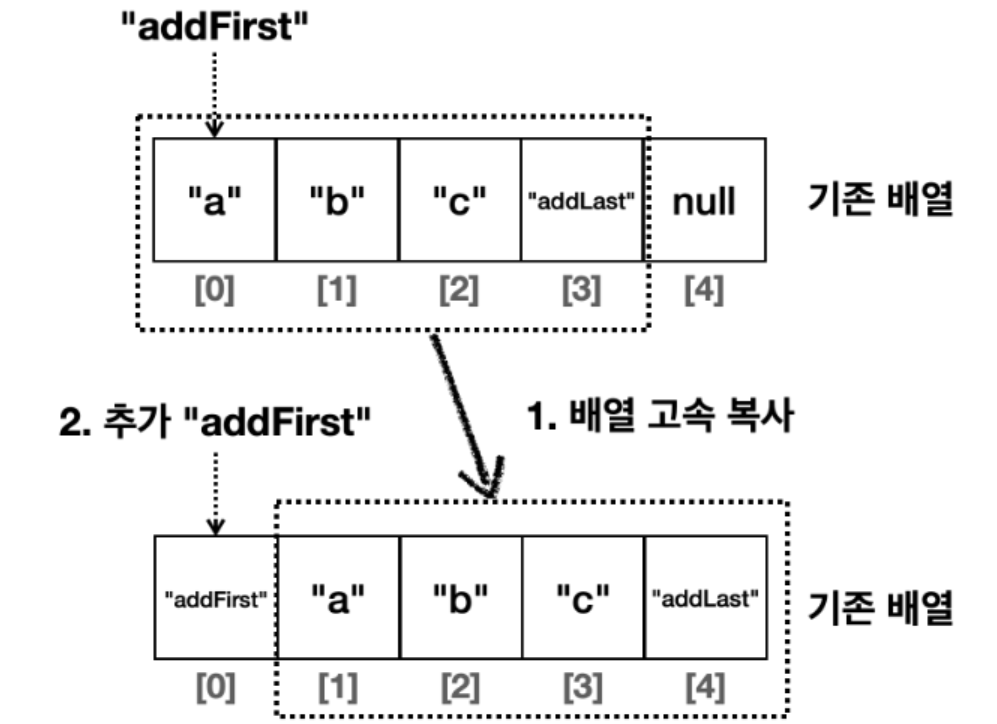 "addFirst"
"a" "b" "c" "addLast" null 기존 배열
[0] [1] [2] [3] [4]
2. 추가 "addFirst" 1. 배열 고속 복사
"addFirst" "a" "b" "c" "addLast" 기존 배열
[0] [1] [2] [3] [4]